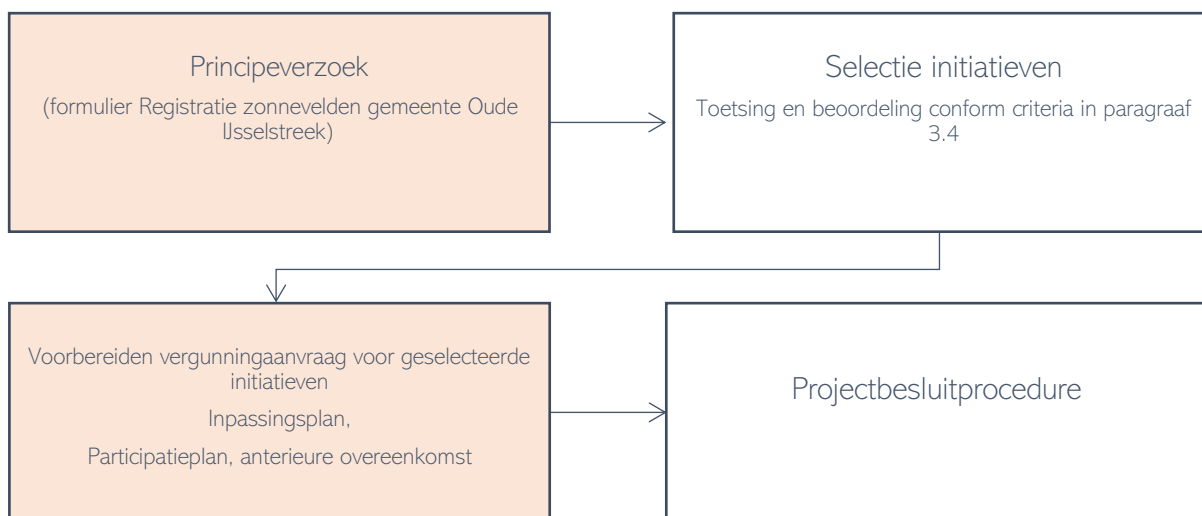 Principeverzoek
(formulier Registratie zonnevelden gemeente Oude
IJsselstreek)
Selectie initiatieven
Toetsing en beoordeling conform criteria in paragraaf
3.4
Voorbereiden vergunningaanvraag voor geselecteerde
initiatieven
Inpassingsplan,
Participatieplan, anterieure overeenkomst
Projectbesluitprocedure